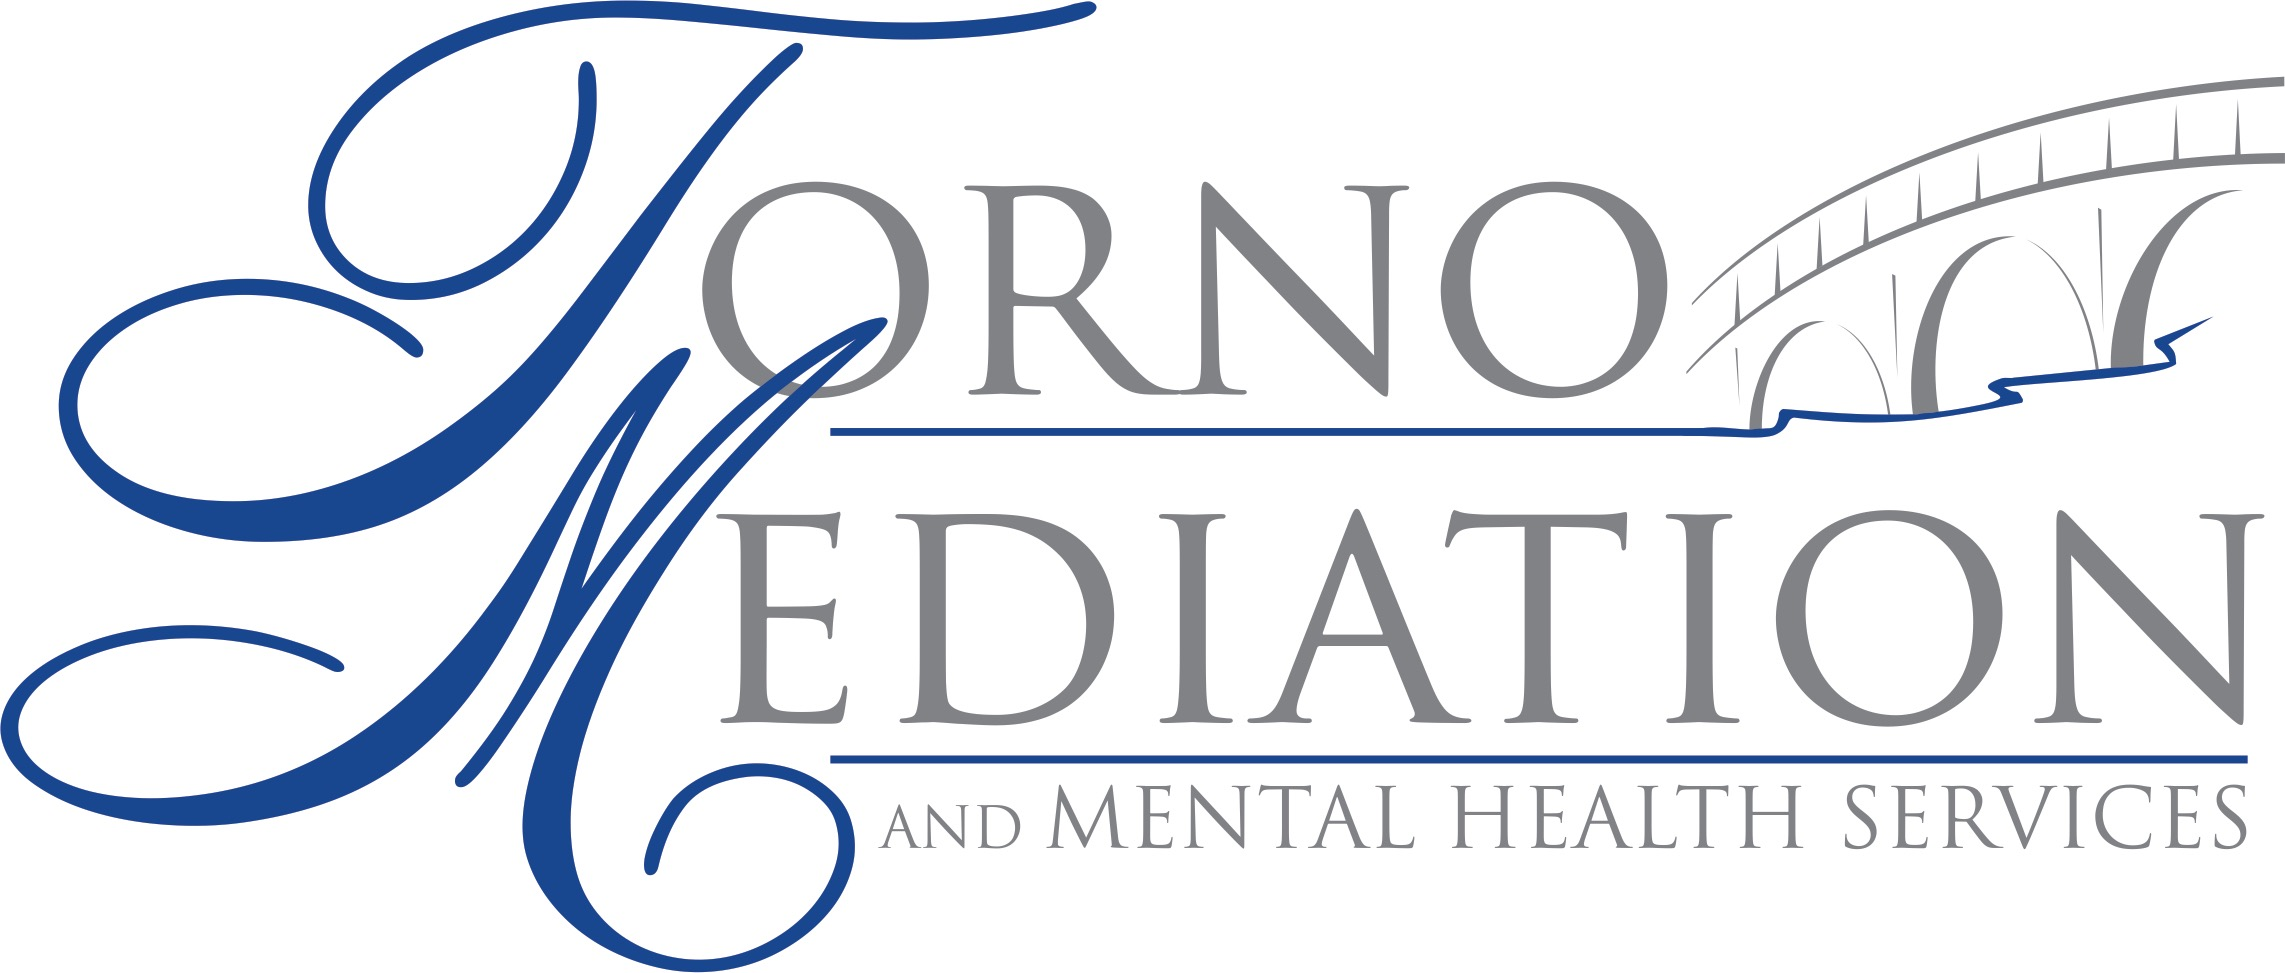 TORNO
MEDIATION
AND MENTAL HEALTH SERVICES